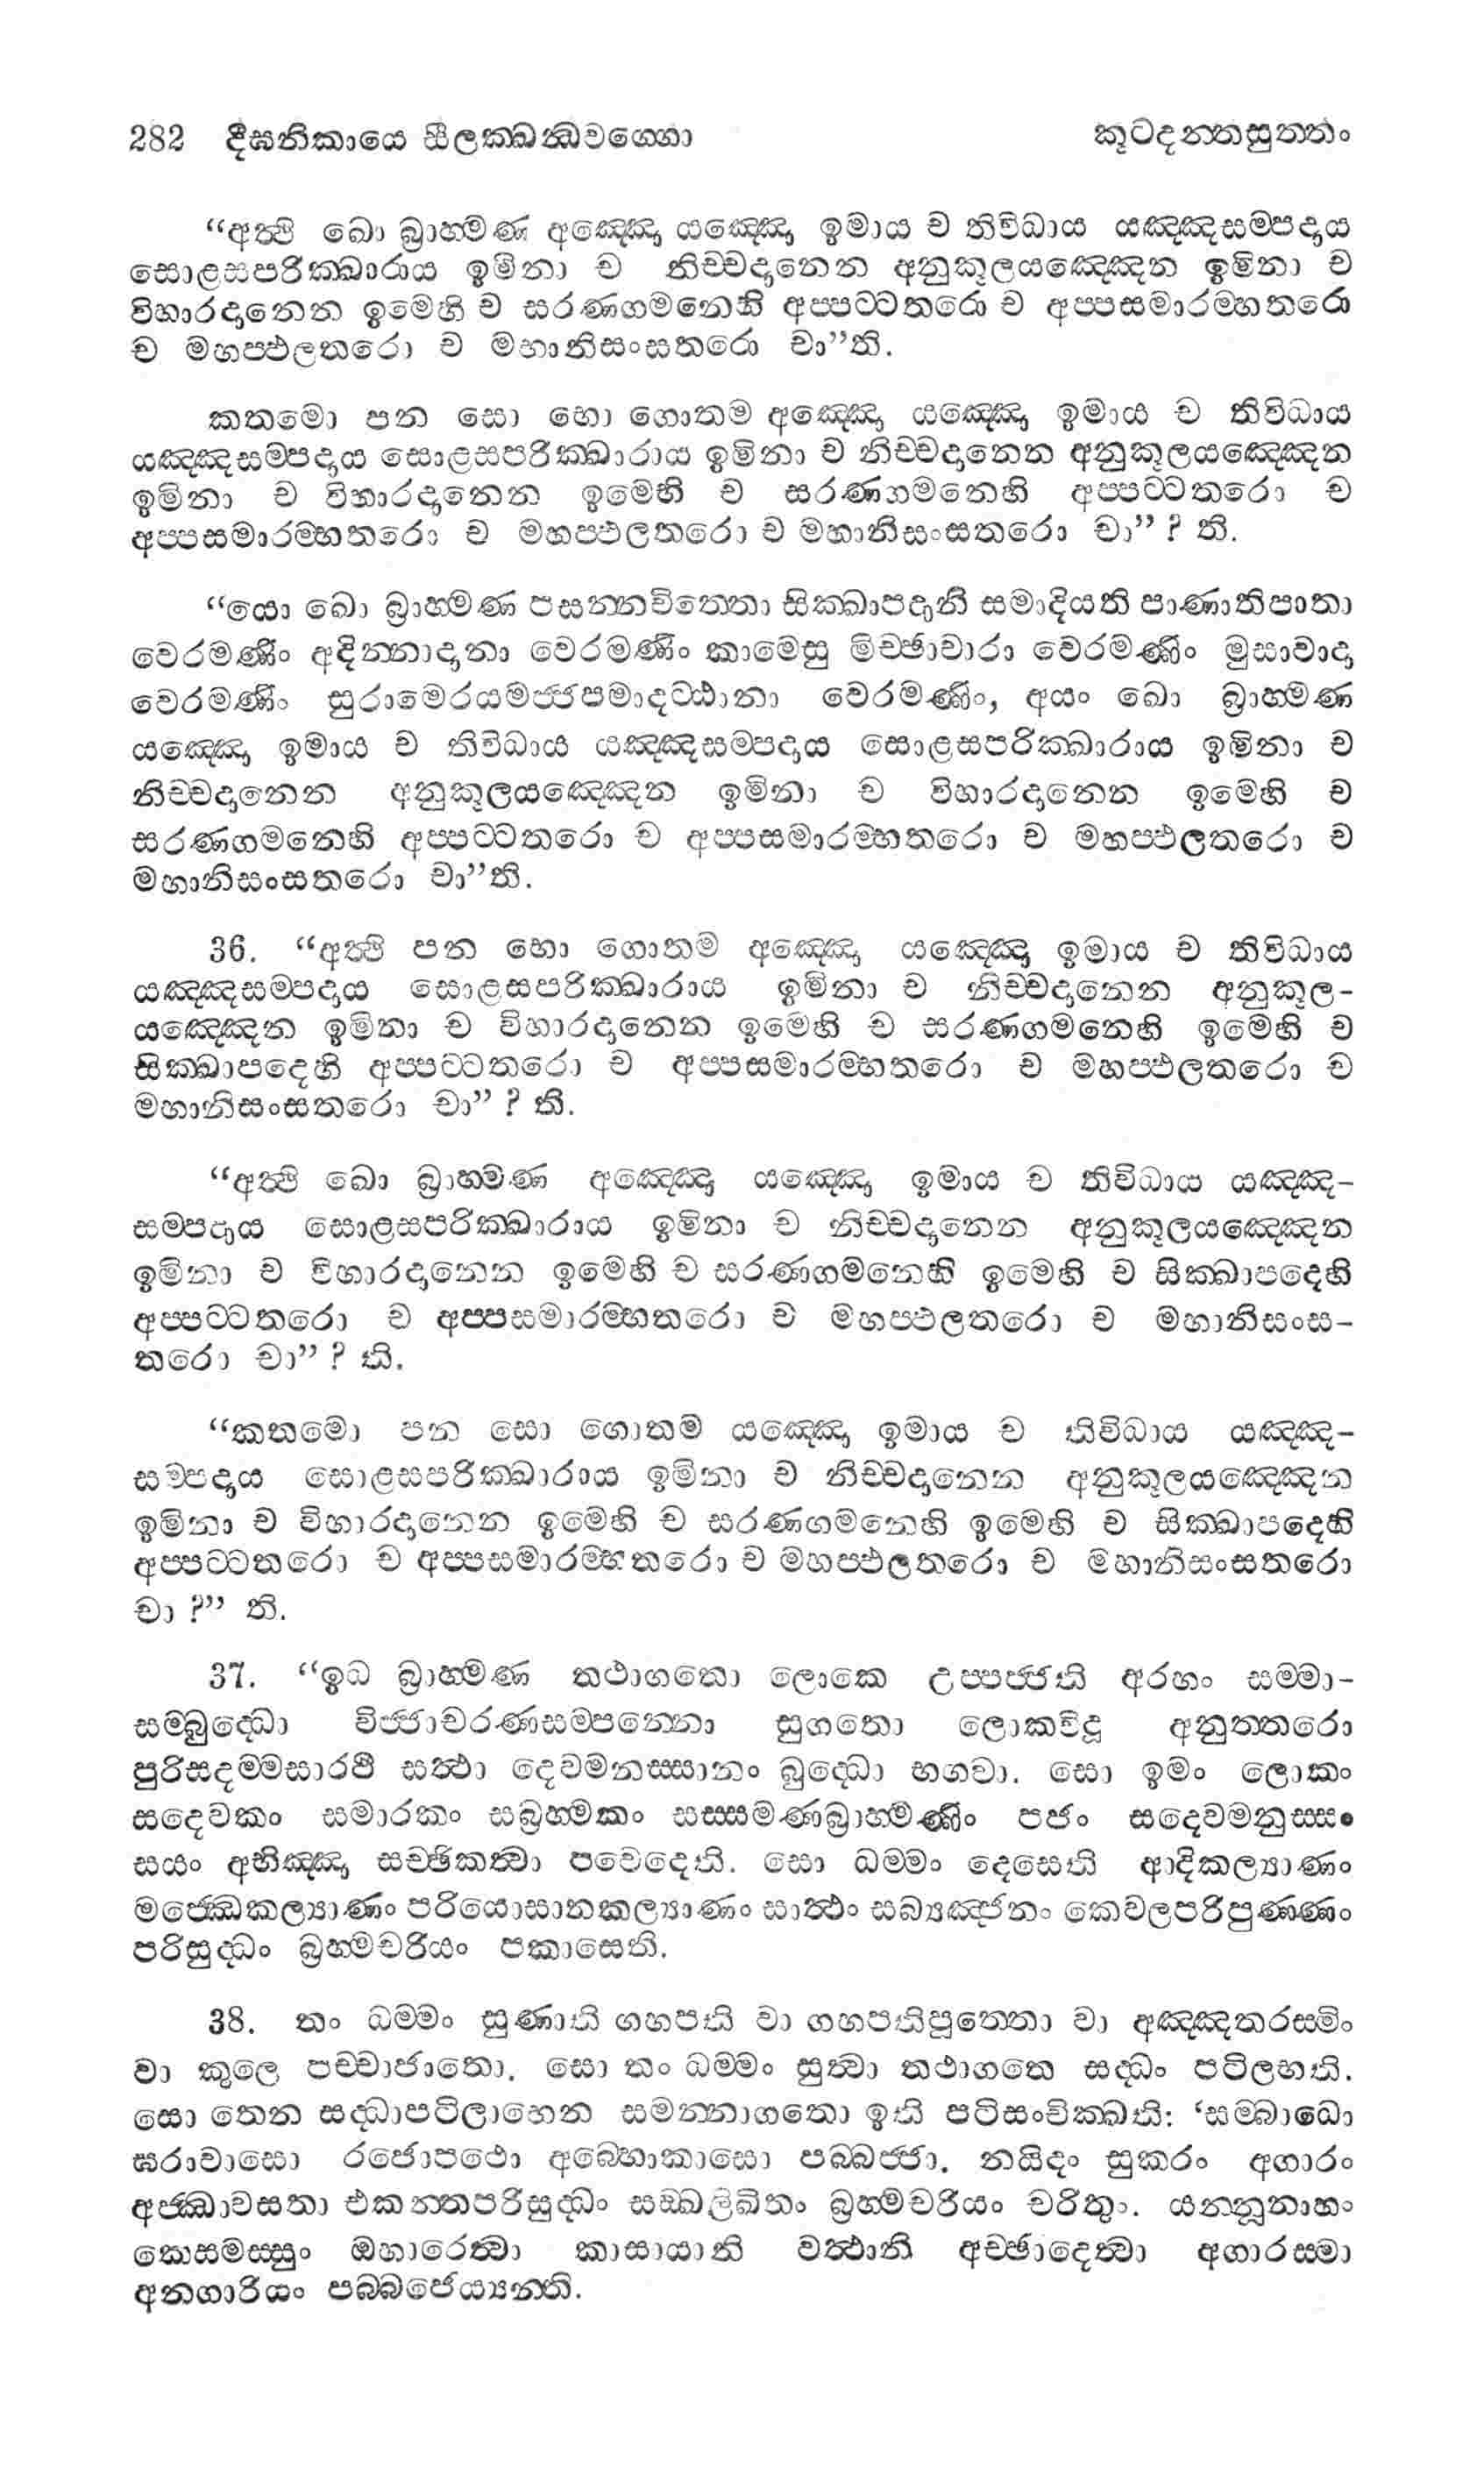 282 දීඝනිකායෙ සීලක්ඛන්ධවග්ගො කූටදන්තසුත්තං
“අත්ථි ඛො බ්‍රාහ්මණ අඤ්ඤො යඤ්ඤො ඉමාය ච තිවිධාය යඤ්ඤසම්පදාය
සොළසපරික්ඛාරාය ඉමිනා ච නිච්චදානෙන අනුකූලයඤ්ඤෙන ඉමිනා ච
විහාරදානෙන ඉමෙහි ච සරණගමනෙහි අප්පට්ටතරො ච අප්පසමාරම්භතරො
ච මහප්ඵලතරො ච මහානිසංසතරො චා”ති.
කතමො පන සො භො ගොතම අඤ්ඤො යඤ්ඤො ඉමාය ච තිවිධාය
යඤ්ඤසම්පදාය සොළසපරික්ඛාරාය ඉමිනා ච නිච්චදානෙන අනුකූලයඤ්ඤෙන
ඉමිනා ච විහාරදානෙන ඉමෙහි ච සරණගමනෙහි අප්පට්ටතරො ච
අප්පසමාරම්භතරො ච මහප්ඵලතරො ච මහානිසංසතරො චා” ? ති.
“යො ඛො බ්‍රාහ්මණ පසන්නචිත්තො සික්ඛාපදානි සමාදියති පාණාතිපාතා
වෙරමණිං අදින්නාදානා වෙරමණිං කාමෙසු මිච්ඡාචාරා වෙරමණිං මුසාවාදා
වෙරමණිං සුරාමෙරයමජ්ජපමාදට්ඨානා වෙරමණිං, අයං ඛො බ්‍රාහ්මණ
යඤ්ඤො ඉමාය ච තිවිධාය යඤ්ඤසම්පදාය සොළසපරික්ඛාරාය ඉමිනා ච
නිච්චදානෙන අනුකූලයඤ්ඤෙන ඉමිනා ච විහාරදානෙන ඉමෙහි ච
සරණගමනෙහි අප්පට්ටතරො ච අප්පසමාරම්භතරො ච මහප්ඵලතරො ච
මහානිසංසතරො චා”ති.
36. “අත්ථි පන භො ගොතම අඤ්ඤො යඤ්ඤො ඉමාය ච තිවිධාය
යඤ්ඤසම්පදාය සොළසපරික්ඛාරාය ඉමිනා ච නිච්චදානෙන අනුකූල-
යඤ්ඤෙන ඉමිනා ච විහාරදානෙන ඉමෙහි ච සරණගමනෙහි ඉමෙහි ච
සික්ඛාපදෙහි අප්පට්ටතරො ච අප්පසමාරම්භතරො ච මහප්ඵලතරො ච
මහානිසංසතරො චා” ? ති.
“අත්ථි ඛො බ්‍රාහ්මණ අඤ්ඤො යඤ්ඤො ඉමාය ච තිවිධාය යඤ්ඤ-
සම්පදාය සොළසපරික්ඛාරාය ඉමිනා ච නිච්චදානෙන අනුකූලයඤ්ඤෙන
ඉමිනා ච විහාරදානෙන ඉමෙහි ච සරණගමනෙහි ඉමෙහි ච සික්ඛාපදෙහි
අප්පට්ටතරො ච අප්පසමාරම්භතරො ච මහප්ඵලතරො ච මහානිසංස-
තරො චා” ? ති.
“කතමො පන සො ගොතම යඤ්ඤො ඉමාය ච තිවිධාය යඤ්ඤ-
සම්පදාය සොළසපරික්ඛාරාය ඉමිනා ච නිච්චදානෙන අනුකූලයඤ්ඤෙන
ඉමිනා ච විහාරදානෙන ඉමෙහි ච සරණගමනෙහි ඉමෙහි ච සික්ඛාපදෙහි
අප්පට්ටතරො ච අප්පසමාරම්භතරො ච මහප්ඵලතරො ච මහානිසංසතරො
චා ?” ති.
37. “ඉධ බ්‍රාහ්මණ තථාගතො ලොකෙ උප්පජ්ජති අරහං සම්මා-
සම්බුද්ධො විජ්ජාචරණසම්පන්නො සුගතො ලොකවිදූ අනුත්තරො
පුරිසදම්මසාරථී සත්ථා දෙවමනස්සානං බුද්ධො භගවා. සො ඉමං ලොකං
සදෙවකං සමාරකං සබ්‍රහ්මකං සස්සමණබ්‍රාහ්මණිං පජං සදෙවමනුස්සං
සයං අභිඤ්ඤා සච්ඡිකත්වා පවෙදෙති. සො ධම්මං දෙසෙති ආදිකල්‍යාණං
මජ්ඣෙකල්‍යාණං පරියොසානකල්‍යාණං සාත්ථං සබ්‍යඤ්ජනං කෙවලපරිපුණ්ණං
පරිසුද්ධං බ්‍රහ්මචරියං පකාසෙති.
38. තං ධම්මං සුණාති ගහපති වා ගහපතිපුත්තො වා අඤ්ඤතරස්මිං
වා කුලෙ පච්චාජාතො. සො තං ධම්මං සුත්වා තථාගතෙ සද්ධං පටිලභති.
සො තෙන සද්ධාපටිලාභෙන සමන්නාගතො ඉති පටිසංචික්ඛති: ‘සම්බාධො
ඝරාවාසො රජොපථො අබ්භොකාසො පබ්බජ්ජා. නයිදං සුකරං අගාරං
අජ්ඣාවසතා එකන්තපරිසුද්ධං සඞ්ඛලිඛිතං බ්‍රහ්මචරියං චරිතුං. යන්නූනාහං
කෙසමස්සුං ඔහාරෙත්වා කාසායානි වත්ථානි අච්ඡාදෙත්වා අගාරස්මා
අනගාරියං පබ්බජෙය්‍යන්ති.